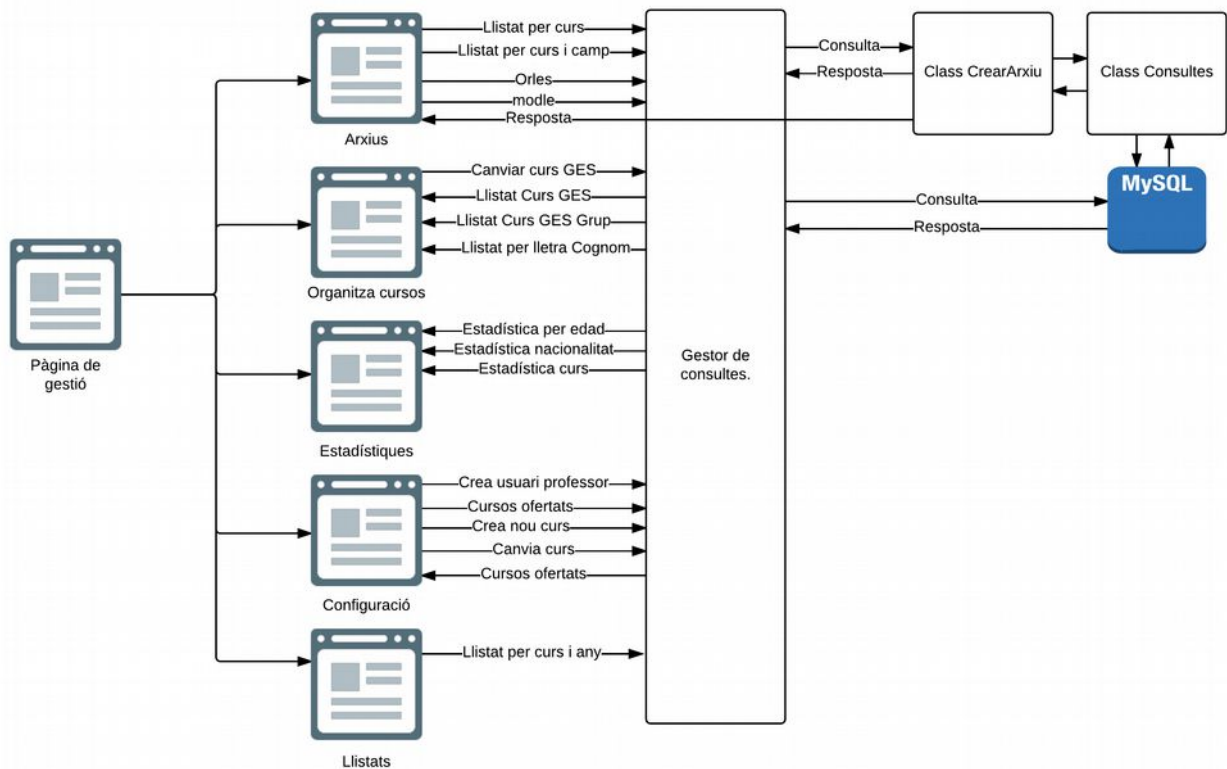 Llistat per curs
Llistat per curs i camp
Orles
modle
Resposta
Arxius
Consulta
Resposta
Class CrearArxiu
Class Consultes
Canviar curs GES
Llistat Curs GES
Llistat Curs GES Grup
Llistat per lletra Cognom
Organitza cursos
MySQL
Consulta
Resposta
Pàgina de
gestió
Estadística per edad
Estadística nacionalitat
Estadística curs
Estadístiques
Gestor de
consultes.
Crea usuari professor
Cursos ofertats
Crea nou curs
Canvia curs
Cursos ofertats
Configuració
Llistat per curs i any
Llistats